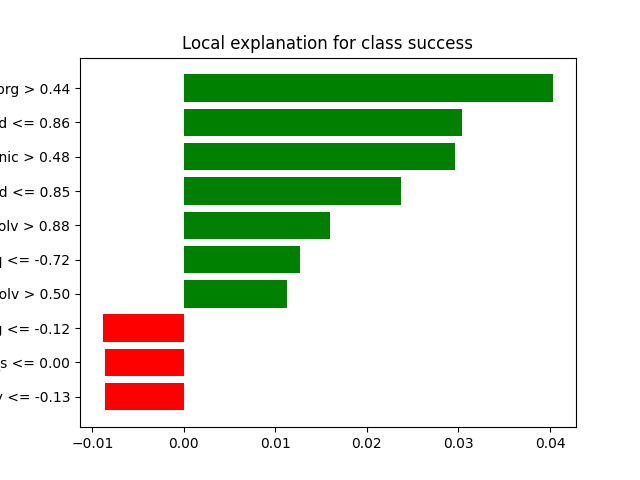 Local explanation for class success
org > 0.44
d <= 0.86
nic > 0.48
d <= 0.85
olv > 0.88
<= -0.72
olv > 0.50
g <= -0.12
s <= 0.00
<= -0.13
−0.01 0.00 0.01 0.02 0.03 0.04